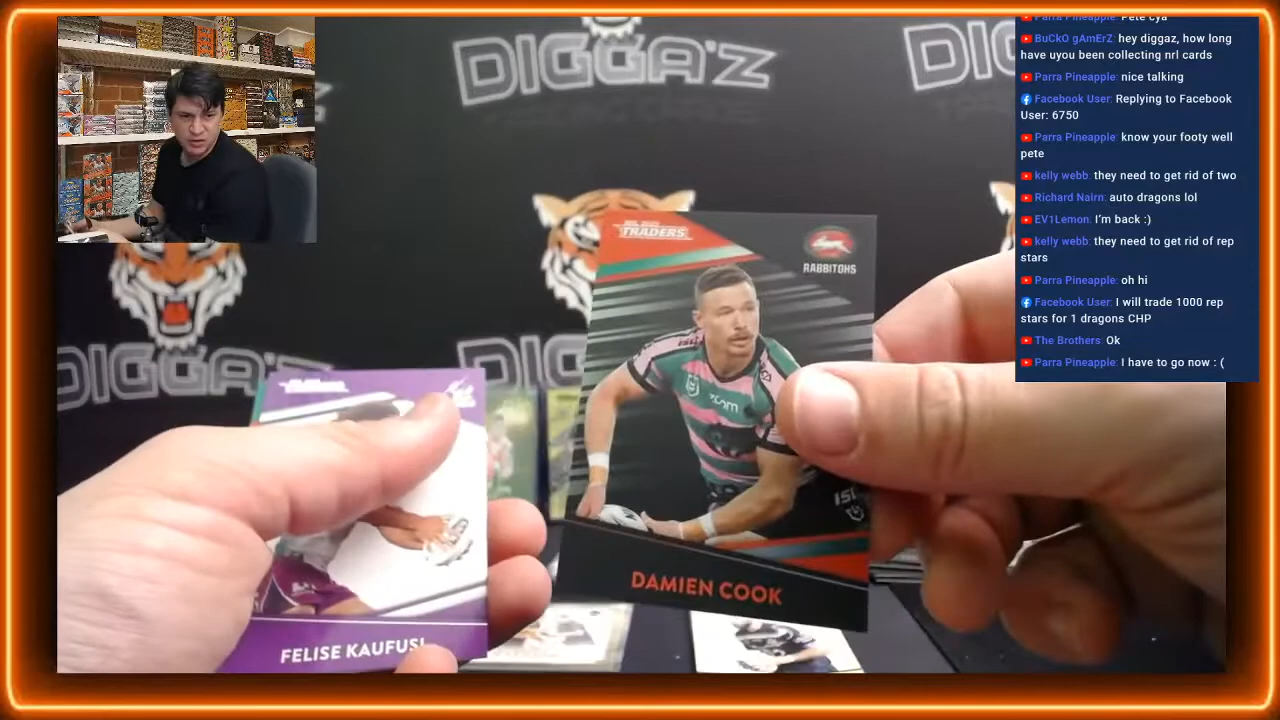 DIGGA'Z
DIG
Parra Pineapple: Pete cya
BuCkO gAmErZ: hey diggaz, how long
have uyou been collecting nrl cards
Parra Pineapple: nice talking
Facebook User: Replying to Facebook
User: 6750
Parra Pineapple: know your footy well
pete
kelly webb: they need to get rid of two
Richard Nalrn: auto dragons lol
EV1Lemon: I'm back :)
kelly webb: they need to get rid of rep
stars
Parra Pineapple: oh hi
Facebook User: I will trade 1000 rep
stars for 1 dragons CHP
The Brothers: Ok
Parra Pineapple: I have to go now : (
TRADERS
RABBITOHS
DIGGA'Z
DIGG
DAMIEN COOK
FELISE KAUFUSI